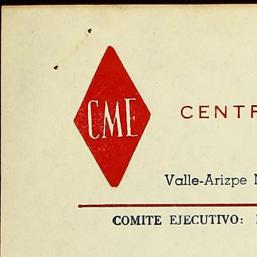 CME
CENTR
Valle-Arizpe N
COMITE EJECUTIVO: